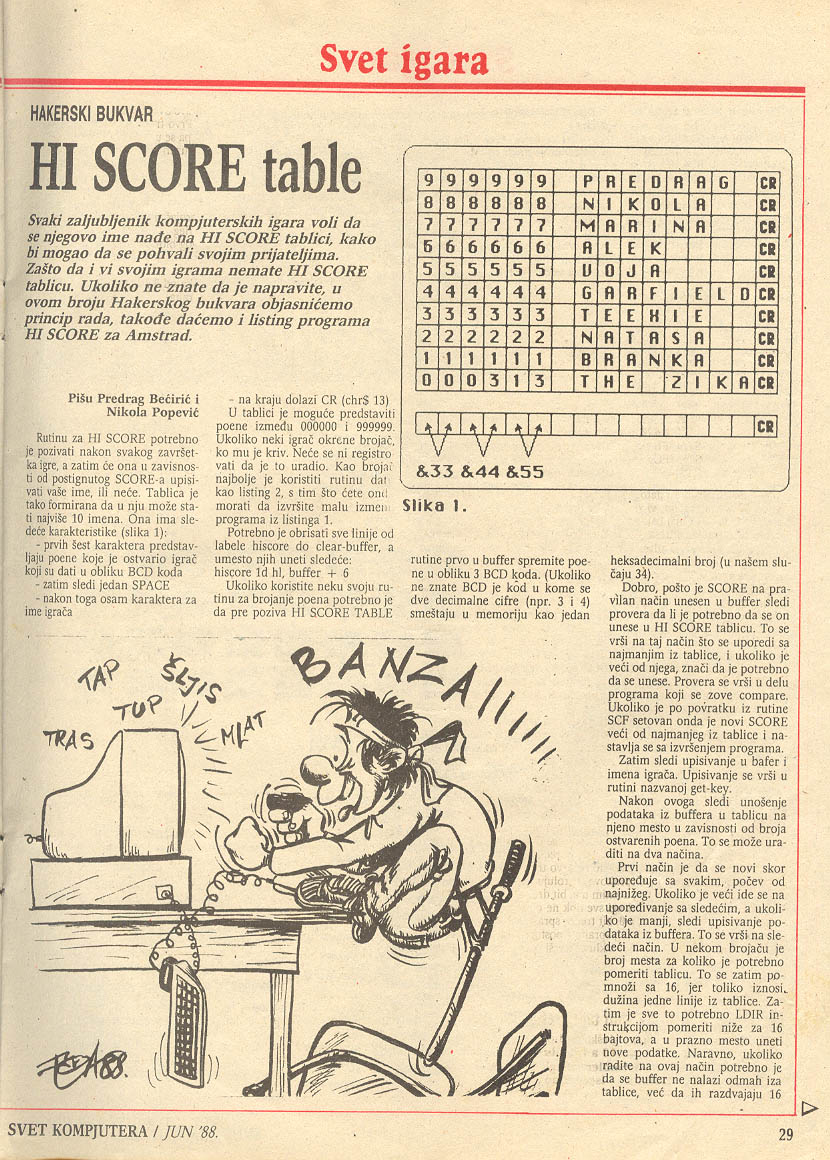 Svet igara
HAKERSKI BUKVAR
HI SCORE table
Svaki zaljubljenik kompjuterskih igara voli da
se njegovo ime nađe na HI SCORE tablici, kako
bi mogao da se pohvali svojim prijateljima.
Zašto da i vi svojim igrama nemate HI SCORE
tablicu. Ukoliko ne znate da je napravite, u
ovom broju Hakerskog bukvara objasnićemo
princip rada, takođe daćemo i listing programa
HI SCORE za Amstrad.
Pišu Predrag Bećirić i
Nikola Popević
Rutinu za HI SCORE potrebno
je pozivati nakon svakog završet-
ka igre, a zatim će ona u zavisnos-
ti od postignutog SCORE-a upisi-
vati vaše ime, ili neće. Tablica je
tako formirana da u nju može sta-
ti najviše 10 imena. Ona ima sle-
deće karakteristike (slika 1):
- prvih šest karaktera predstav-
ljaju poene koje je ostvario igrač
koji su dati u obliku BCD koda
- zatim sledi jedan SPACE
- nakon toga osam karaktera za
ime igrača
- na kraju dolazi CR (chr$ 13)
U tablici je moguće predstaviti
poene između 000000 i 999999.
Ukoliko neki igrač okrene brojač,
ko mu je kriv. Neće se ni registro
vati da je to uradio. Kao brojač
najbolje je koristiti rutinu dat
kao listing 2, s tim što ćete ond
morati da izvršite malu izmen
programa iz listinga 1.
Potrebno je obrisati sve linije od
labele hiscore do clear-buffer, a
umesto njih uneti sledeće:
hiscore 1d hl, buffer + 6
Ukoliko koristite neku svoju ru-
tinu za brojanje poena potrebno je
da pre poziva HI SCORE TABLE
9 9 9 9 9 9 P R E D R A G CR
8 8 8 8 8 8 N I K O L A CR
7 7 7 7 7 7 M A R I N A CR
6 6 6 6 6 6 A L E K CR
5 5 5 5 5 5 V O J A CR
4 4 4 4 4 4 G A R F I E L D CR
3 3 3 3 3 3 T E E X I E CR
2 2 2 2 2 2 N A T A S A CR
1 1 1 1 1 1 B R A N K A CR
0 0 0 3 1 3 T H E Z I K A CR
CR
&33 &44 &55
Slika 1.
rutine prvo u buffer spremite poe-
ne u obliku 3 BCD koda. (Ukoliko
ne znate BCD je kod u kome se
dve decimalne cifre (npr. 3 i 4)
smeštaju u memoriju kao jedan
heksadecimalni broj (u našem slu-
čaju 34).
Dobro, pošto je SCORE na pra-
vilan način unesen u buffer sledi
provera da li je potrebno da se on
unese u HI SCORE tablicu. To se
vrši na taj način što se uporedi sa
najmanjim iz tablice, i ukoliko je
veći od njega, znači da je potrebno
da se unese. Provera se vrši u delu
programa koji se zove compare.
Ukoliko je po povratku iz rutine
SCF setovan onda je novi SCORE
veći od najmanjeg iz tablice i na-
stavlja se sa izvršenjem programa.
Zatim sledi upisivanje u bafer i
imena igrača. Upisivanje se vrši u
rutini nazvanoj get-key.
Nakon ovoga sledi unošenje
podataka iz buffera u tablicu na
njeno mesto u zavisnosti od broja
ostvarenih poena. To se može ura-
diti na dva načina.
Prvi način je da se novi skor
upoređuje sa svakim, počev od
najnižeg. Ukoliko je veći ide se na
upoređivanje sa sledećim, a ukoli-
ko je manji, sledi upisivanje po-
dataka iz buffera. To se vrši na sle-
deći način. U nekom brojaču je
broj mesta za koliko je potrebno
pomeriti tablicu. To se zatim po-
množi sa 16, jer toliko iznosi
dužina jedne linije iz tablice. Za-
tim je sve to potrebno LDIR in-
strukcijom pomeriti niže za 16
bajtova, a u prazno mesto uneti
nove podatke. Naravno, ukoliko
radite na ovaj način potrebno je
da se buffer ne nalazi odmah iza
tablice, već da ih razdvajaju 16
BANZAIIIII
TAP
ŠLJIS
TUP
TRAS
MLAT
SVET KOMPJUTERA / JUN '88.
29